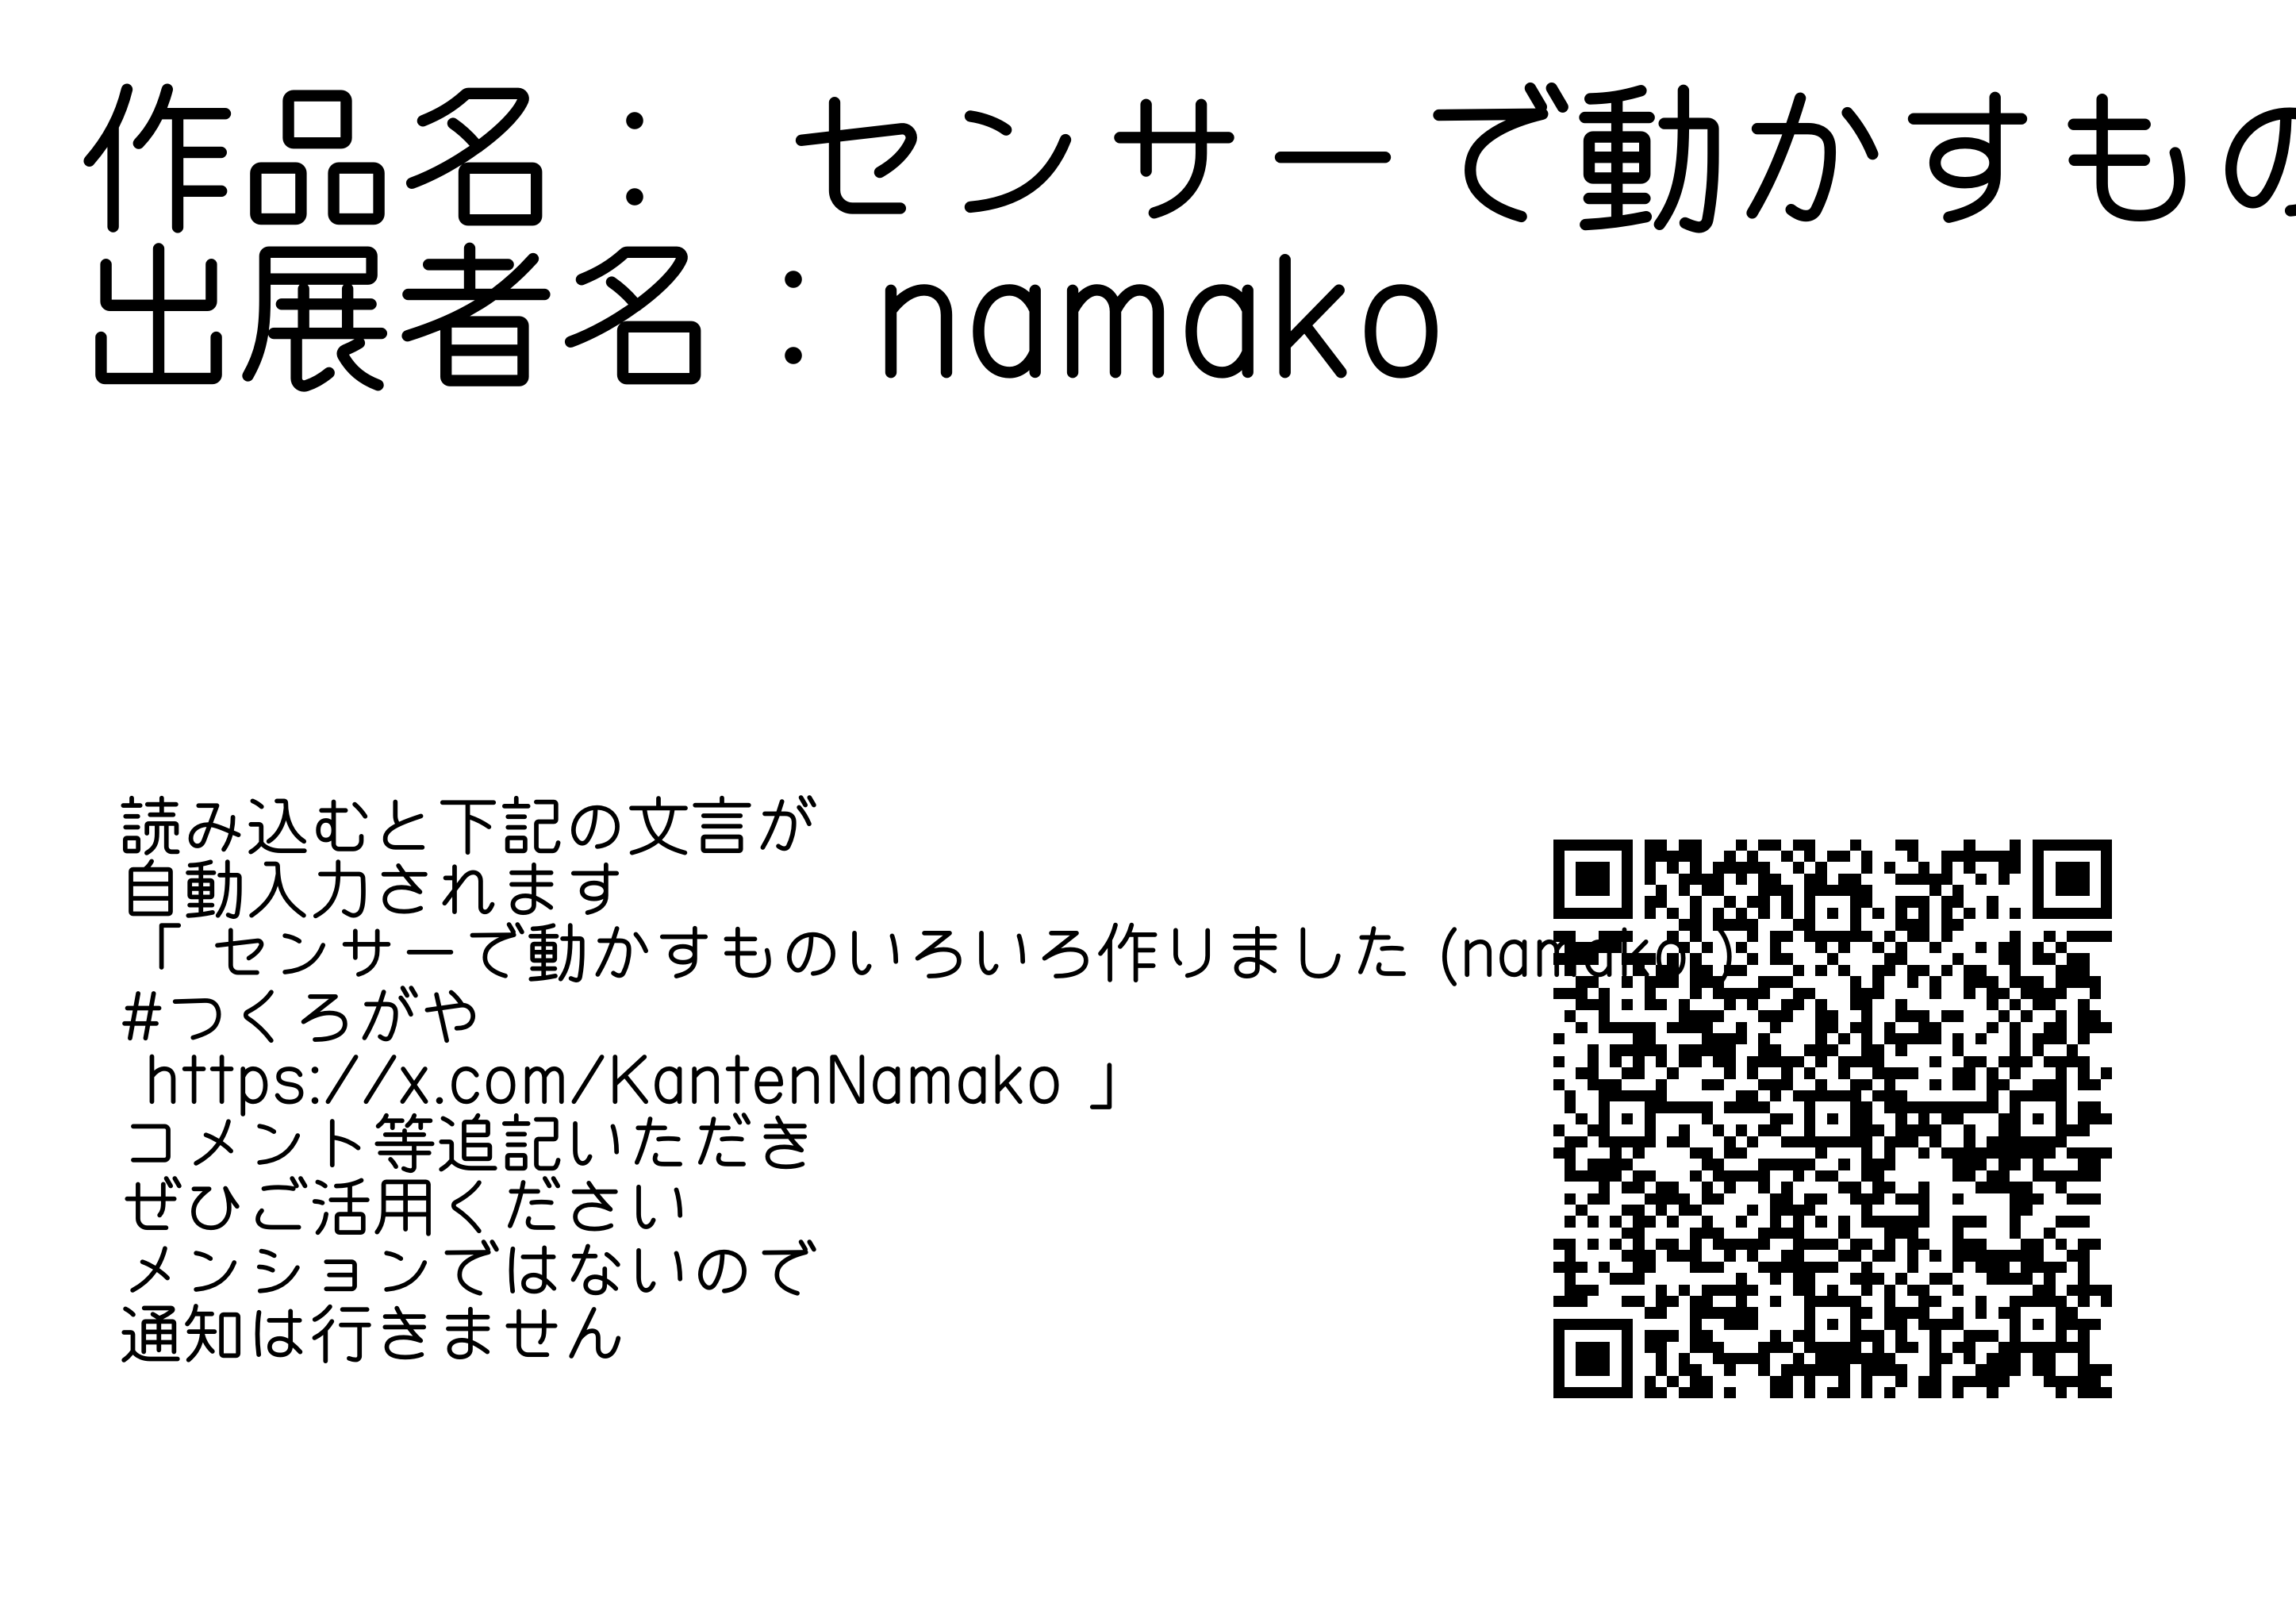 作品名： センサーで動かすもの
出展者名：namako
読み込むと下記の文言が
自動入力されます
「 センサーで動かすものいろいろ作りました (namako )
#つくろがや
https://x.com/KantenNamako 」
コメント等追記いただき
ぜひご活用ください
メンションではないので
通知は行きません